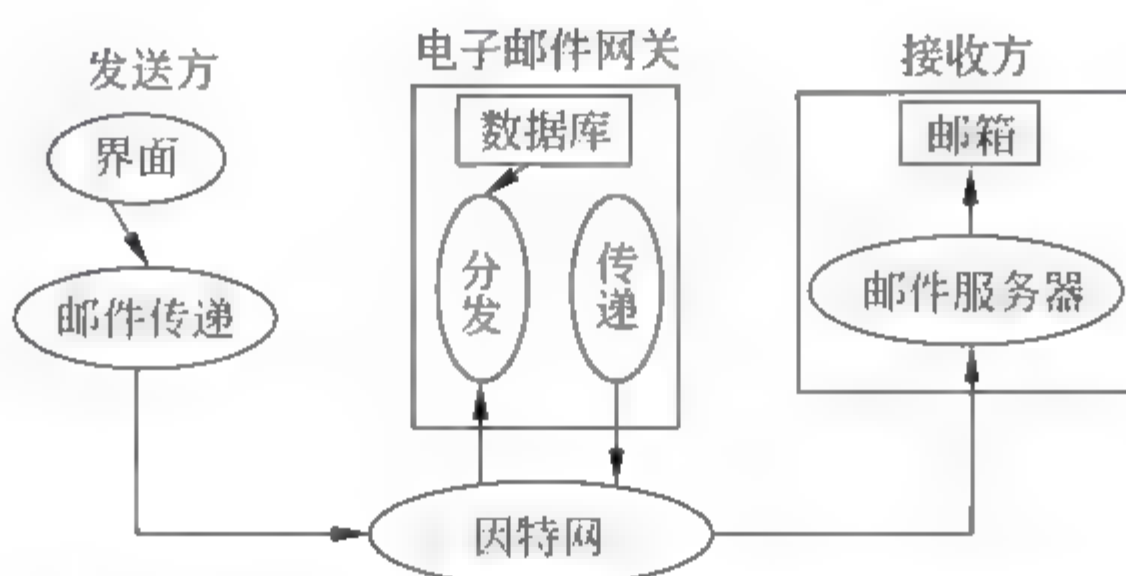 发送方
电子邮件网关
接收方
界面
数据库
邮箱
分发
传递
邮件传递
邮件服务器
因特网